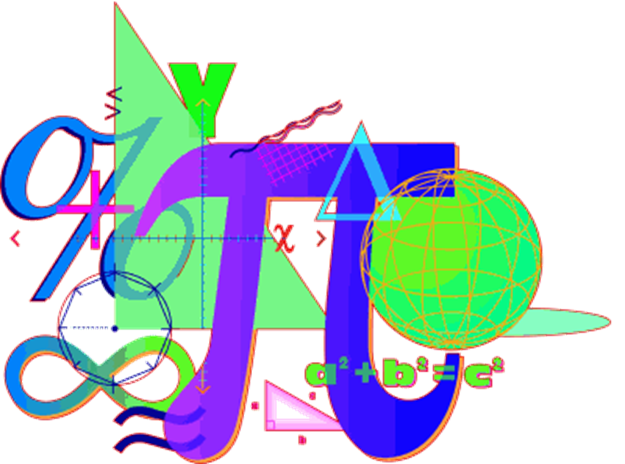 Y
%
π
Δ
+
χ
∞
a²+b²=c²
c
a
b
≈